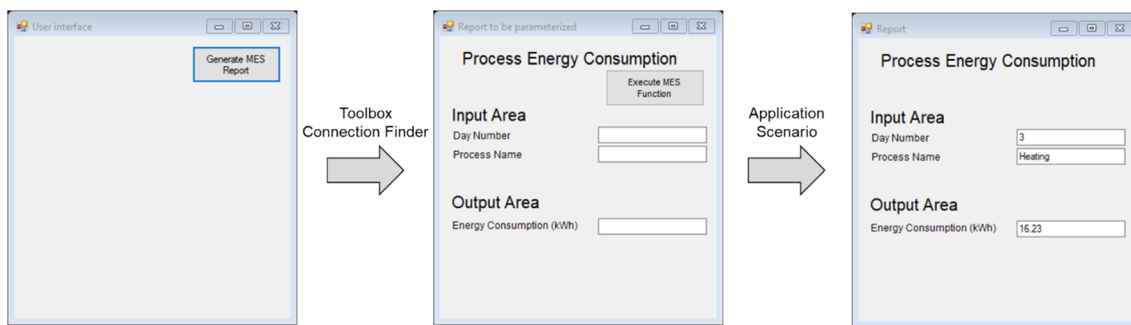 User interface
Generate MES
Report
Toolbox
Connection Finder
Report to be parameterized
Process Energy Consumption
Execute MES
Function
Input Area
Day Number
Process Name
Output Area
Energy Consumption (kWh)
Application
Scenario
Report
Process Energy Consumption
Input Area
Day Number 3
Process Name Heating
Output Area
Energy Consumption (kWh) 16.23